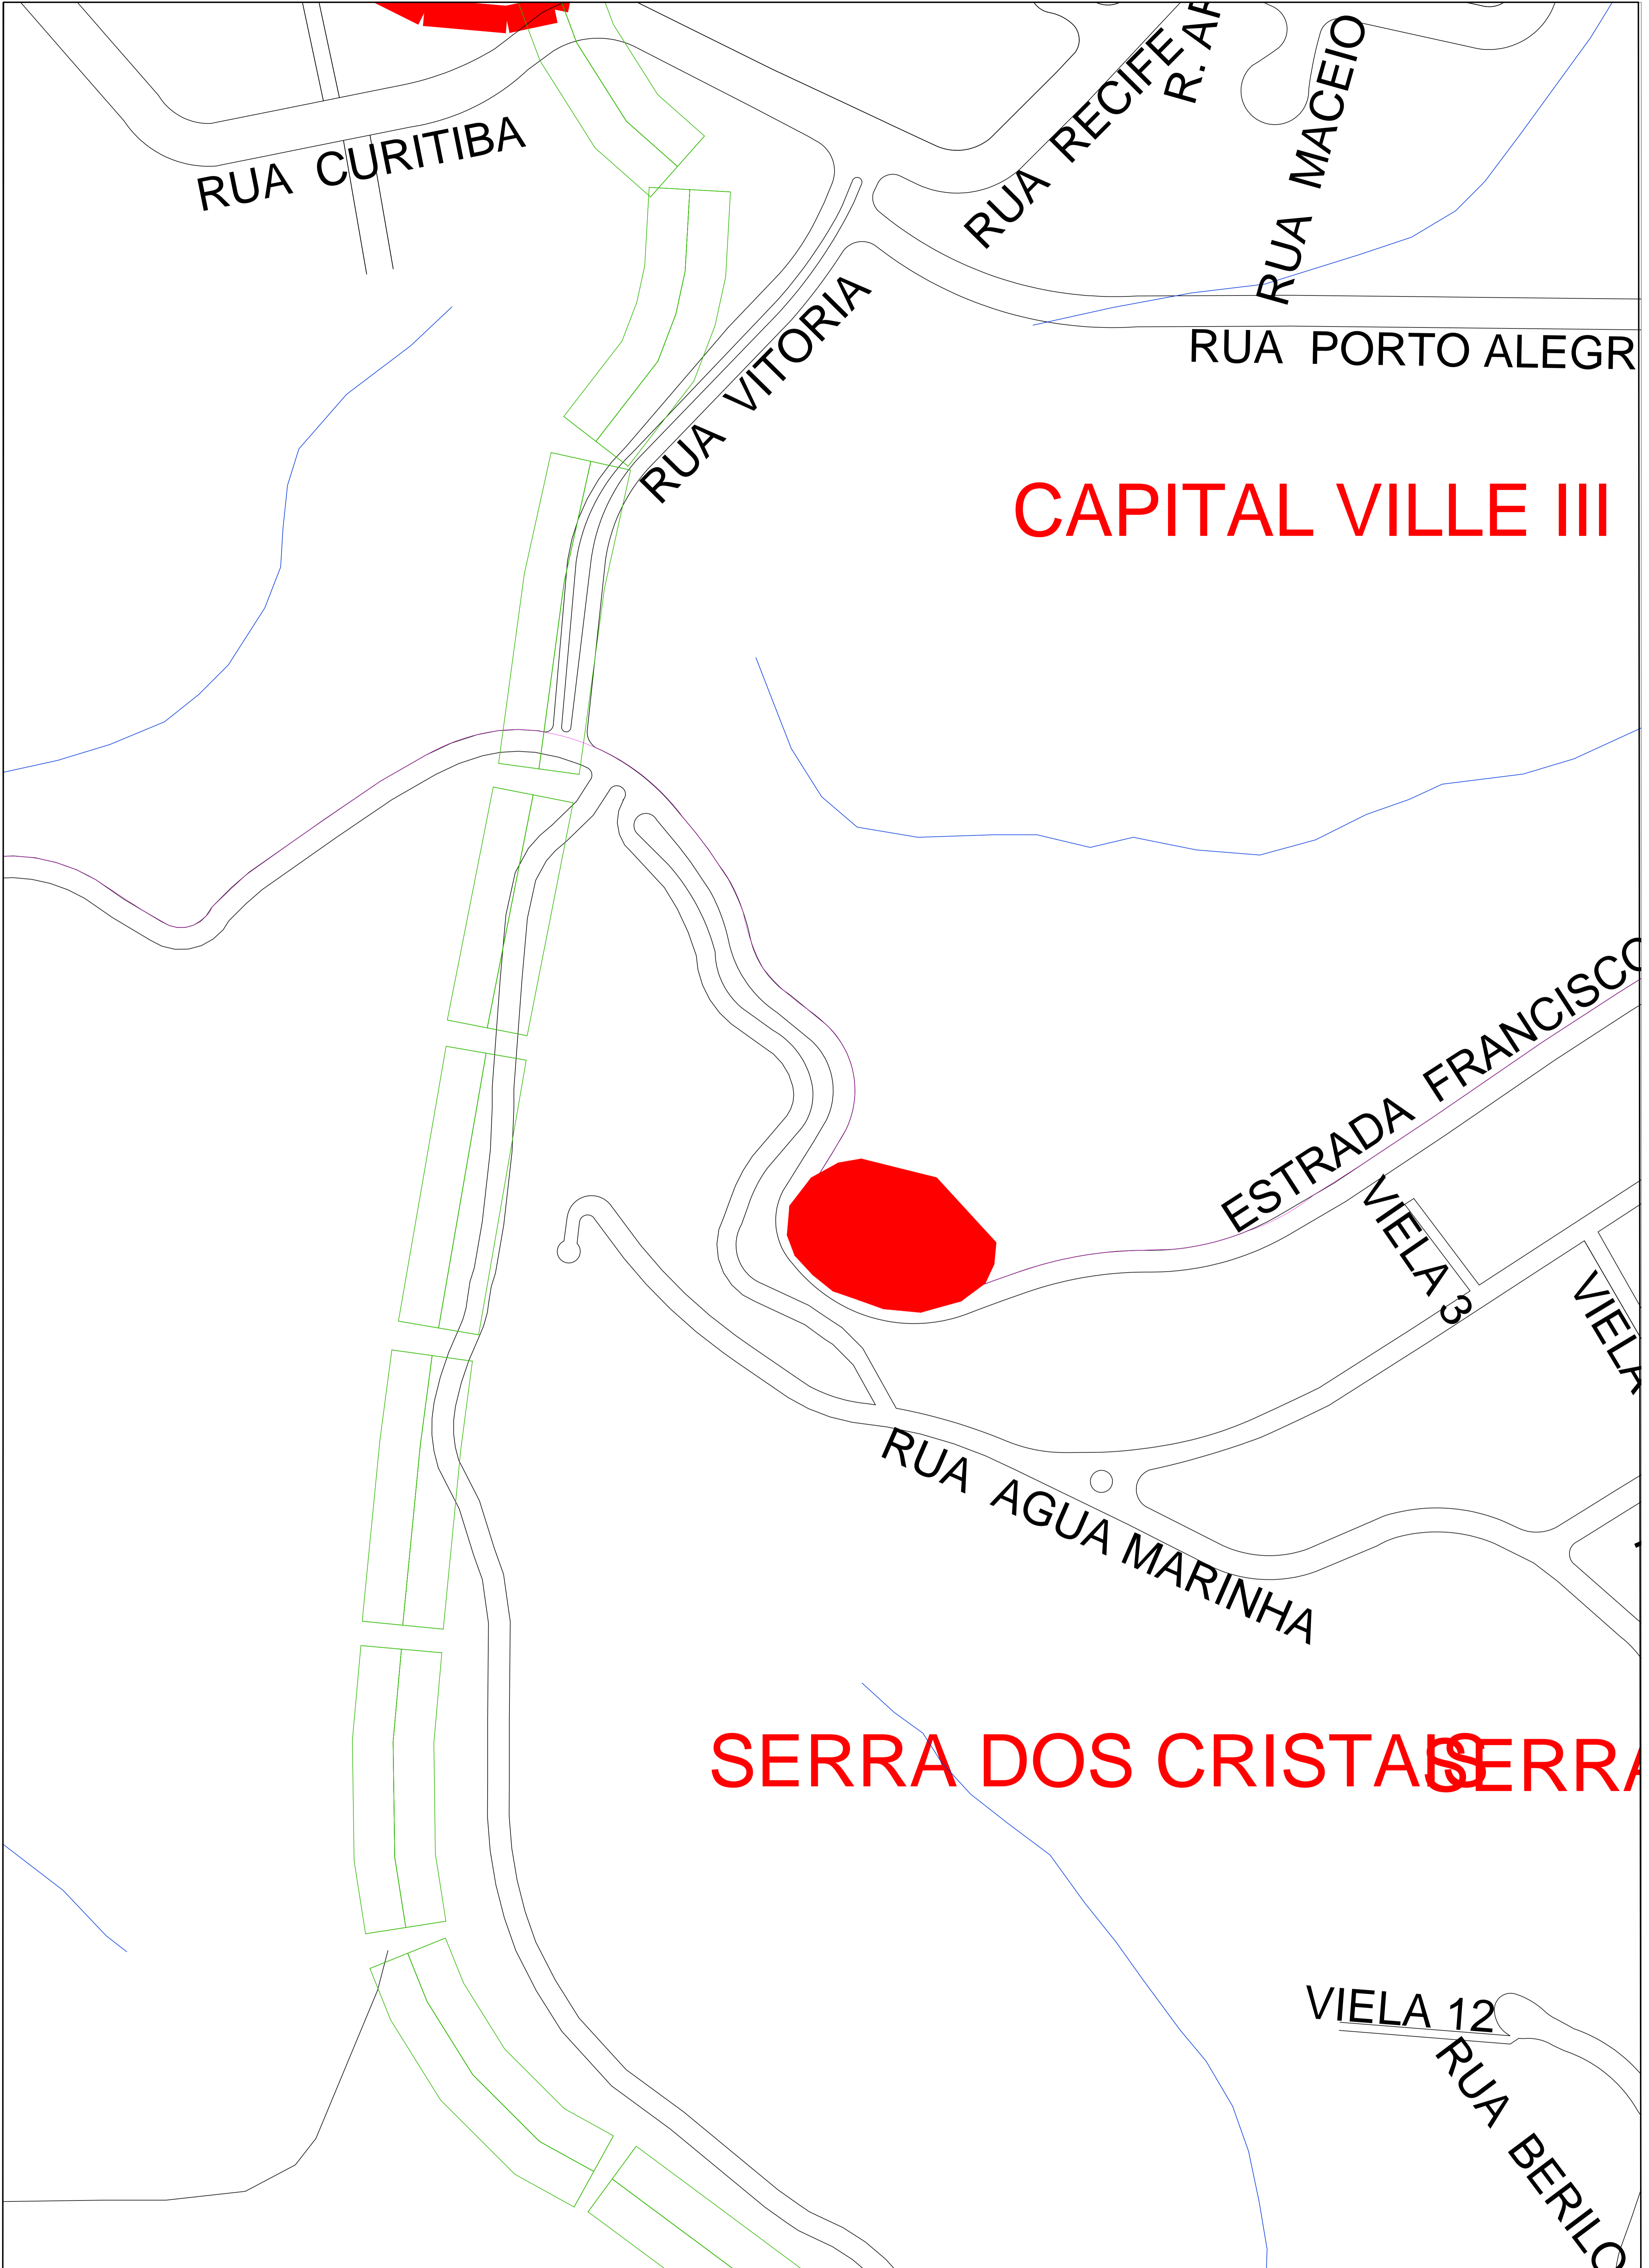 R. AP
RUA MACEIO
RUA RECIFE
RUA CURITIBA
RUA VITORIA
RUA PORTO ALEGR
CAPITAL VILLE III
ESTRADA FRANCISCO
VIELA 3
VIELA
RUA AGUA MARINHA
SERRA DOS CRISTAIS
SERRA
VIELA 12
RUA BERILO